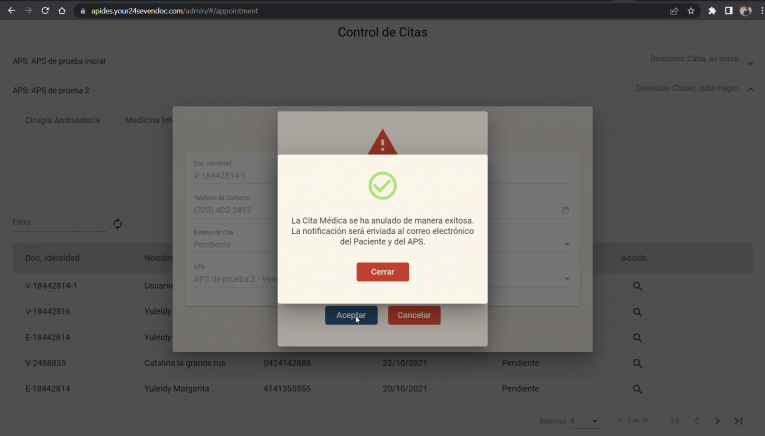 apides.your24sevendoc.com/admin/#/appointment
Control de Citas
APS: APS de prueba inicial
Dirección: Catia, av sucre.
APS: APS de prueba 2
Dirección: Chuao, cubo negro.
Cirugía Ambulatoria
Medicina
Doc. Identidad
V-18442814-1
Teléfono de Contacto
(320) 402-3493
Estatus de Cita
Pendiente
APS
APS de prueba 2 -
La Cita Médica se ha anulado de manera exitosa.
La notificación será enviada al correo electrónico
del Paciente y del APS.
Cerrar
Aceptar
Cancelar
Filtro
Doc. Identidad
Acción
V-18442814-1
V-18442816 Yuleidy
E-18442814 Yuleidy
V-2488835 Catalina la grande rus 0424142888 22/10/2021 Pendiente
E-18442814 Yuleidy Margarita 4141355555 20/10/2021 Pendiente
Registros 5 1 - 5 de 10